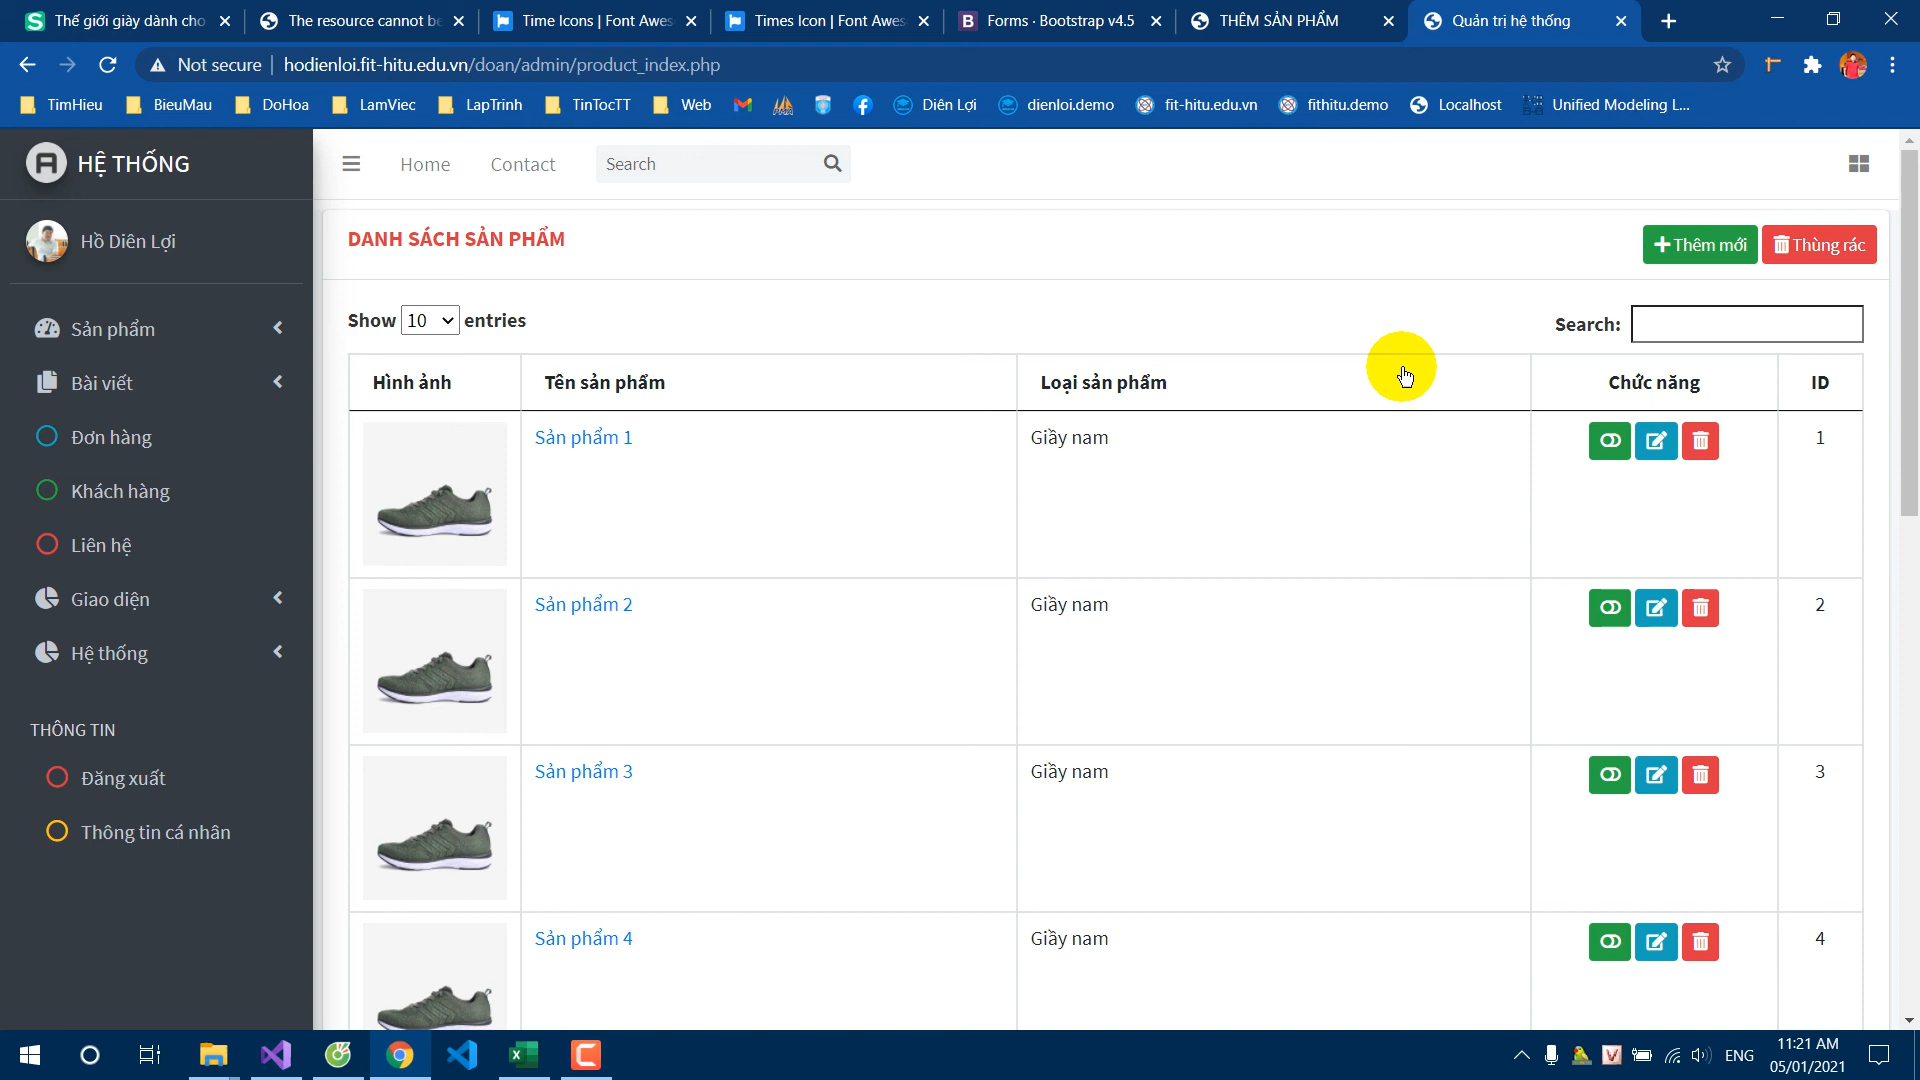 Thế giới giày dành cho
The resource cannot be
Time Icons | Font Awes
Times Icon | Font Awes
Forms · Bootstrap v4.5
THÊM SẢN PHẨM
Quản trị hệ thống
Not secure
hodienloi.fit-hitu.edu.vn/doan/admin/product_index.php
TimHieu
BieuMau
DoHoa
LamViec
LapTrinh
TinTocTT
Web
Diên Lợi
dienloi.demo
fit-hitu.edu.vn
fithitu.demo
Localhost
Unified Modeling L...
HỆ THỐNG
Home
Contact
Search
Hồ Diên Lợi
DANH SÁCH SẢN PHẨM
Thêm mới
Thùng rác
Sản phẩm
Bài viết
Đơn hàng
Khách hàng
Liên hệ
Giao diện
Hệ thống
THÔNG TIN
Đăng xuất
Thông tin cá nhân
Show 10 entries
Search:
Hình ảnh
Tên sản phẩm
Loại sản phẩm
Chức năng
ID
Sản phẩm 1
Giầy nam
1
Sản phẩm 2
Giầy nam
2
Sản phẩm 3
Giầy nam
3
Sản phẩm 4
Giầy nam
4
ENG
11:21 AM
05/01/2021